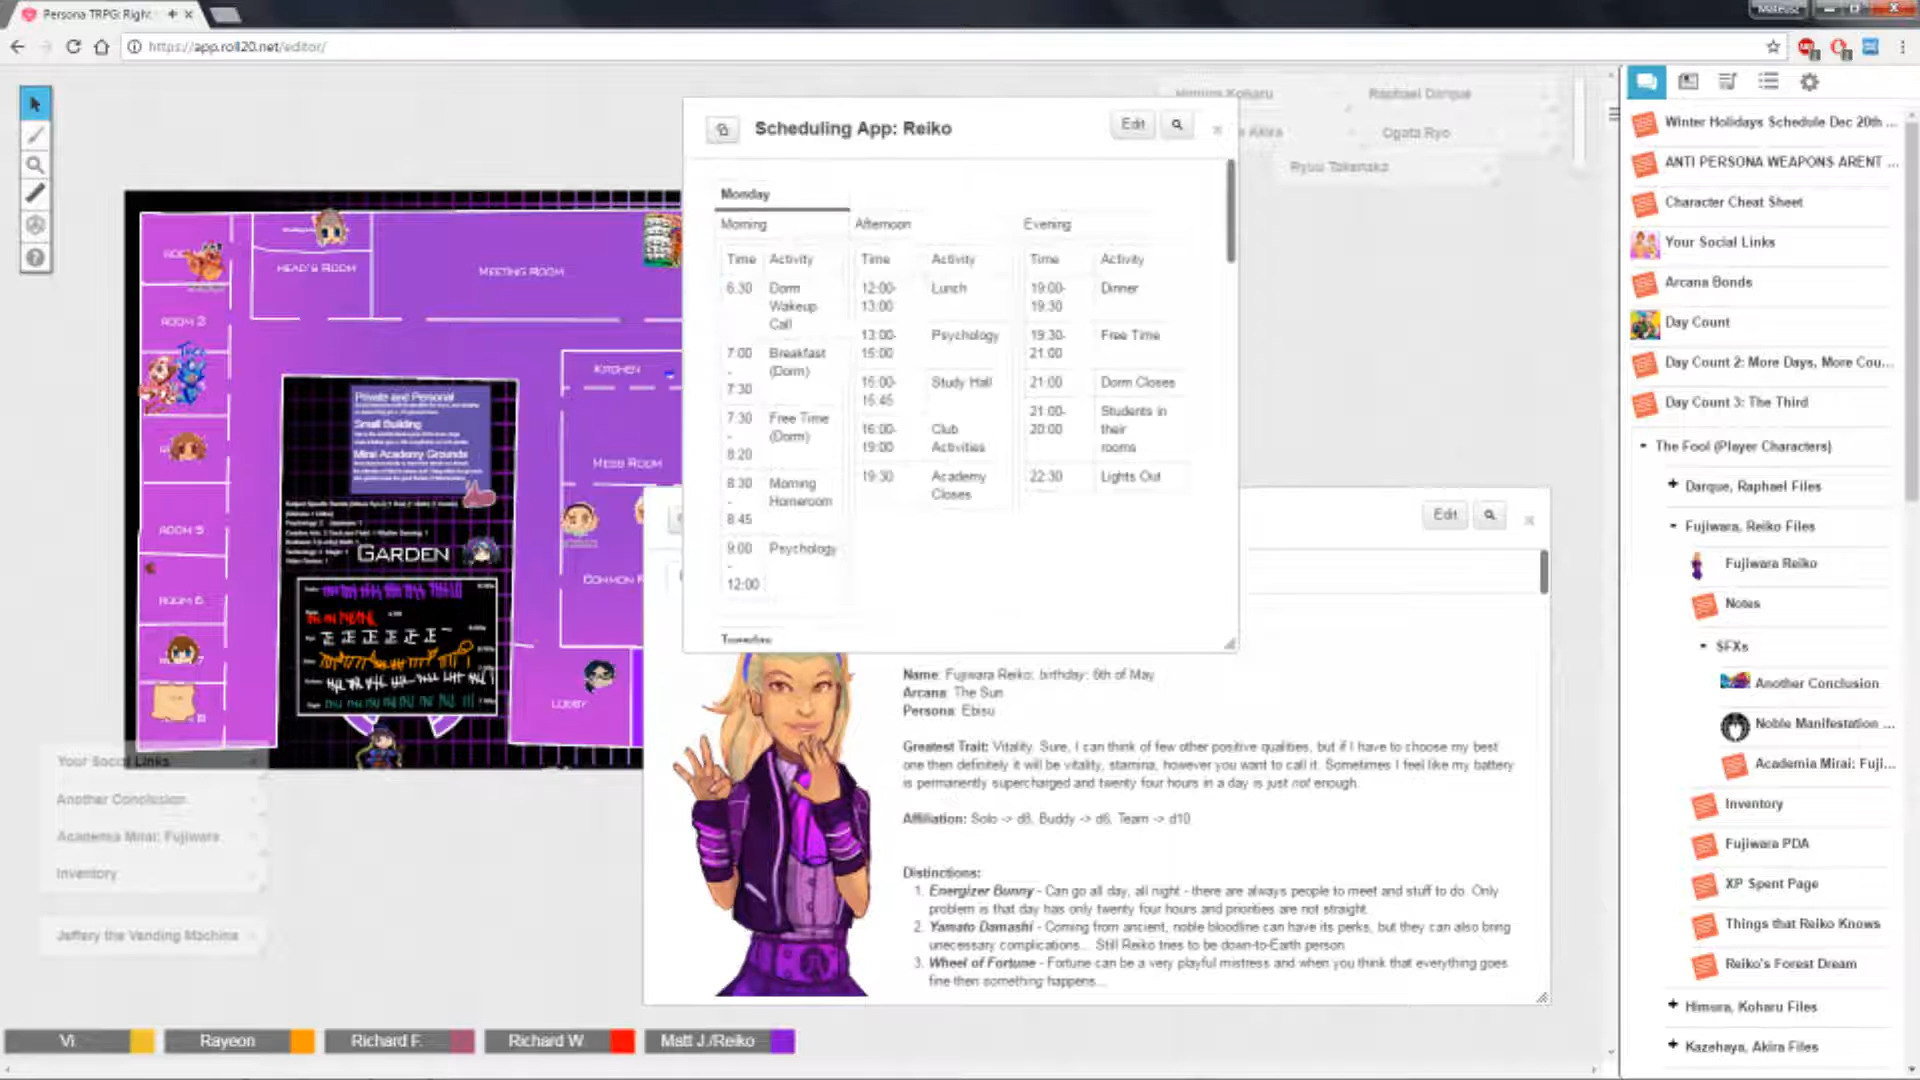 Persona TRPG: Right
Mateusz
https://app.roll20.net/editor/
Himura Koharu
Raphael Darque
Akira
Ogata Ryo
Ryuu Takanaka
Scheduling App: Reiko
Edit
Monday
Morning
Afternoon
Evening
Time Activity Time Activity Time Activity
6:30 Dorm Wakeup Call
7:00 - 7:30 Breakfast (Dorm)
7:30 - 8:20 Free Time (Dorm)
8:30 - 8:45 Morning Homeroom
9:00 - 12:00 Psychology
12:00-13:00 Lunch
13:00-15:00 Psychology
15:00-15:45 Study Hall
16:00-19:00 Club Activities
19:30 Academy Closes
19:00-19:30 Dinner
19:30-21:00 Free Time
21:00 Dorm Closes
21:00-20:00 Students in their rooms
22:30 Lights Out
Tuesday
HEAD'S ROOM
MEETING ROOM
ROOM 2
KITCHEN
MESS ROOM
ROOM 5
ROOM 6
COMMON
LOBBY
Private and Personal
Small Building
Mirai Academy Grounds
GARDEN
Your Social Links
Another Conclusion
Academia Mirai: Fujiwara
Inventory
Jeffery the Vending Machine
Edit
Name: Fujiwara Reiko; birthday: 6th of May
Arcana: The Sun
Persona: Ebisu
Greatest Trait: Vitality. Sure, I can think of few other positive qualities, but if I have to choose my best
one then definitely it will be vitality, stamina, however you want to call it. Sometimes I feel like my battery
is permanently supercharged and twenty four hours in a day is just not enough.
Affiliation: Solo -> d8, Buddy -> d6, Team -> d10
Distinctions:
1. Energizer Bunny - Can go all day, all night - there are always people to meet and stuff to do. Only
problem is that day has only twenty four hours and priorities are not straight.
2. Yamato Damashi - Coming from ancient, noble bloodline can have its perks, but they can also bring
unecessary complications... Still Reiko tries to be down-to-Earth person
3. Wheel of Fortune - Fortune can be a very playful mistress and when you think that everything goes
fine then something happens...
Vi
Rayeon
Richard F.
Richard W.
Matt J./Reiko
Winter Holidays Schedule Dec 20th ...
ANTI PERSONA WEAPONS ARENT ...
Character Cheat Sheet
Your Social Links
Arcana Bonds
Day Count
Day Count 2: More Days, More Cou...
Day Count 3: The Third
The Fool (Player Characters)
Darque, Raphael Files
Fujiwara, Reiko Files
Fujiwara Reiko
Notes
SFXs
Another Conclusion
Noble Manifestation ...
Academia Mirai: Fuji...
Inventory
Fujiwara PDA
XP Spent Page
Things that Reiko Knows
Reiko's Forest Dream
Himura, Koharu Files
Kazehaya, Akira Files